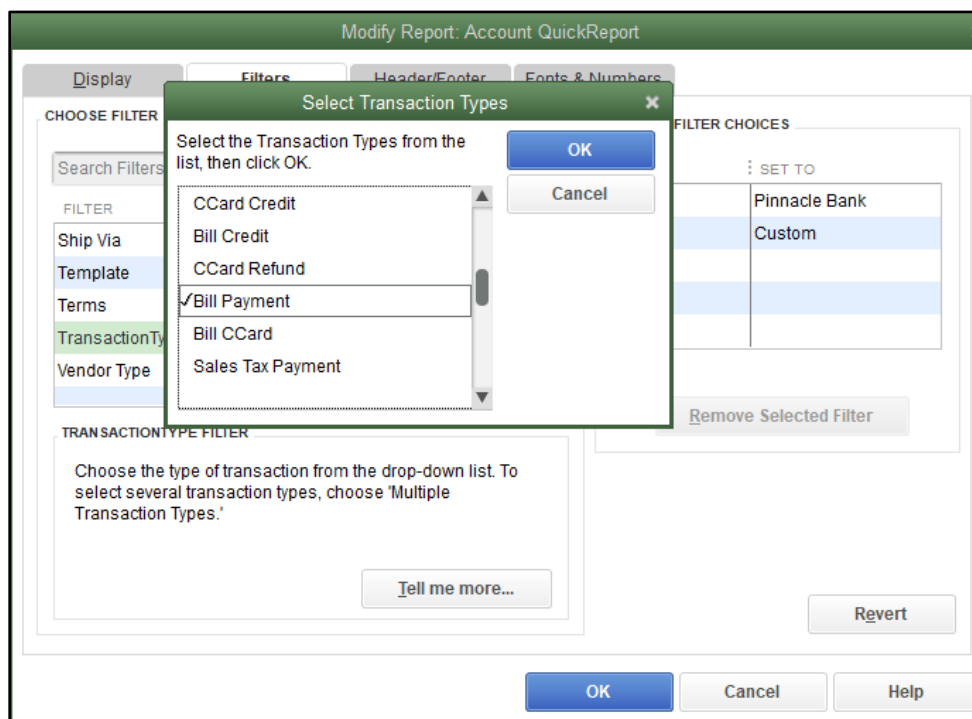 Modify Report: Account QuickReport
Display
Filters
Header/Footer
Fonts & Numbers
CHOOSE FILTER
Search Filters
FILTER
Ship Via
Template
Terms
TransactionTy
Vendor Type
Select Transaction Types
Select the Transaction Types from the
list, then click OK.
OK
Cancel
CCard Credit
Bill Credit
CCard Refund
✓Bill Payment
Bill CCard
Sales Tax Payment
FILTER CHOICES
SET TO
Pinnacle Bank
Custom
Remove Selected Filter
TRANSACTIONTYPE FILTER
Choose the type of transaction from the drop-down list. To
select several transaction types, choose 'Multiple
Transaction Types.'
Tell me more...
Revert
OK
Cancel
Help